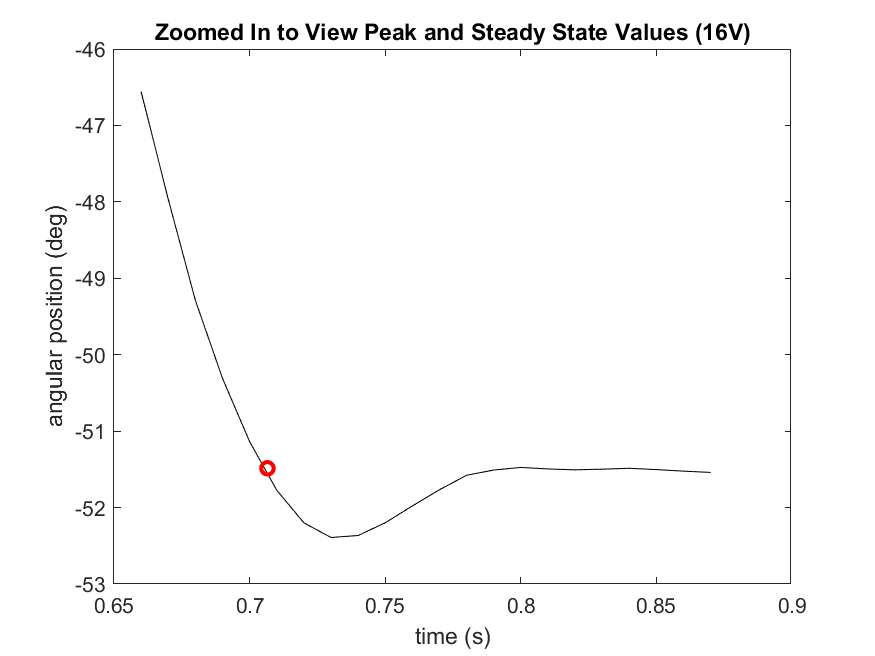 Zoomed In to View Peak and Steady State Values (16V)
-46
-47
-48
-49
-50
-51
-52
-53
angular position (deg)
0.65 0.7 0.75 0.8 0.85 0.9
time (s)